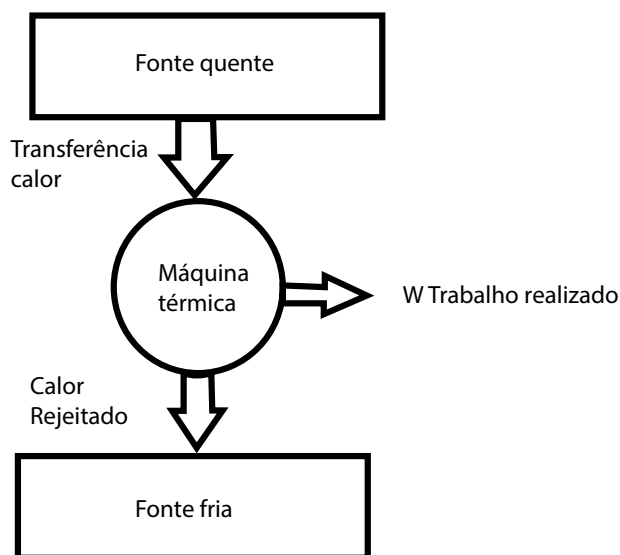 Fonte quente
Transferência
calor
Máquina
térmica
W Trabalho realizado
Calor
Rejeitado
Fonte fria